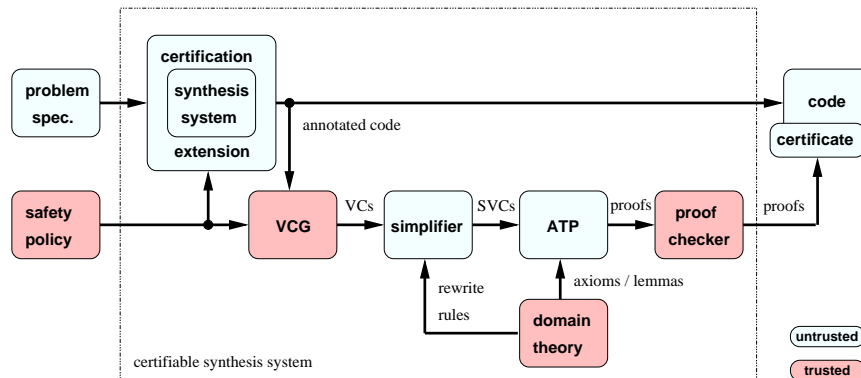 certification
problem
spec.
synthesis
system
extension
annotated code
code
certificate
safety
policy
VCG
VCs
simplifier
SVCs
ATP
proofs
proof
checker
proofs
rewrite
rules
axioms / lemmas
domain
theory
certifiable synthesis system
untrusted
trusted